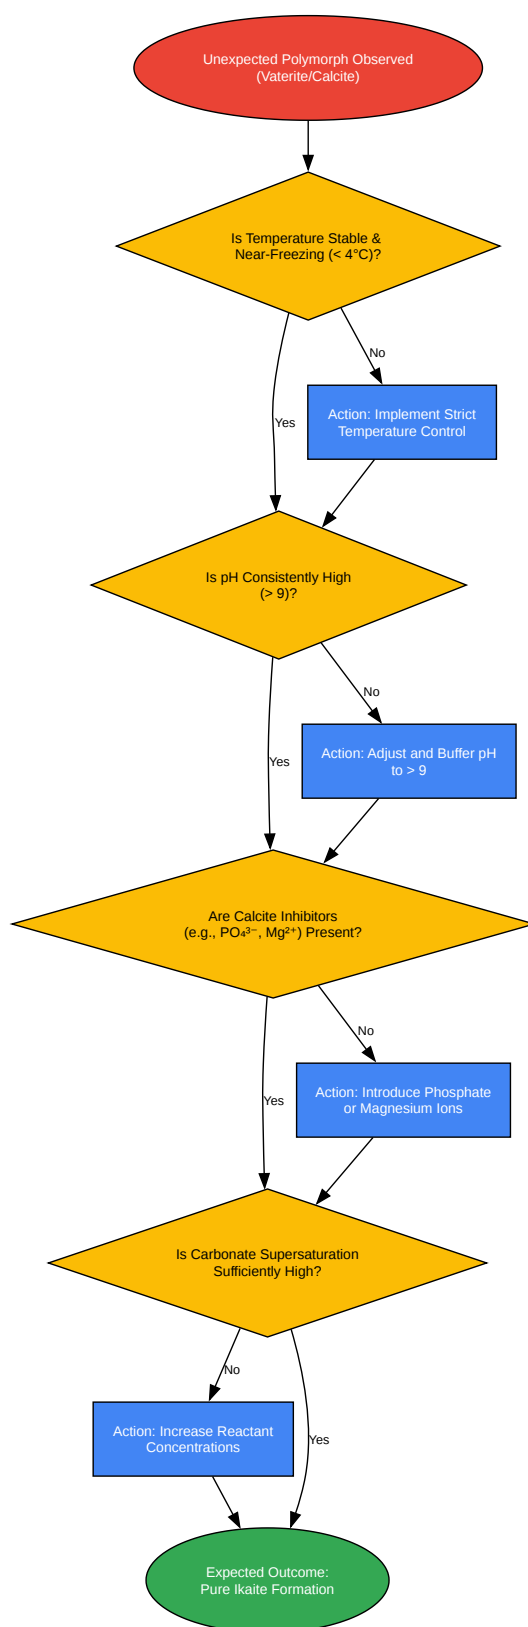 Unexpected Polymorph Observed
(Vaterite/Calcite)
Is Temperature Stable &
Near-Freezing (< 4°C)?
No
Yes
Action: Implement Strict
Temperature Control
Is pH Consistently High
(> 9)?
No
Yes
Action: Adjust and Buffer pH
to > 9
Are Calcite Inhibitors
(e.g., PO₄³⁻, Mg²⁺) Present?
No
Yes
Action: Introduce Phosphate
or Magnesium Ions
Is Carbonate Supersaturation
Sufficiently High?
No
Yes
Action: Increase Reactant
Concentrations
Expected Outcome:
Pure Ikaite Formation